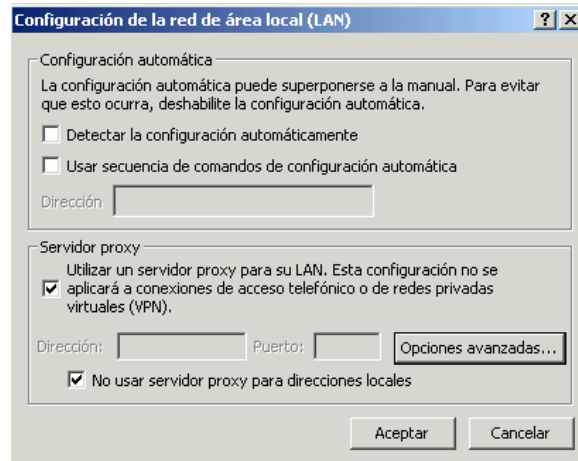 Configuración de la red de área local (LAN)
Configuración automática
La configuración automática puede superponerse a la manual. Para evitar
que esto ocurra, deshabilite la configuración automática.
Detectar la configuración automáticamente
Usar secuencia de comandos de configuración automática
Dirección
Servidor proxy
Utilizar un servidor proxy para su LAN. Esta configuración no se
aplicará a conexiones de acceso telefónico o de redes privadas
virtuales (VPN).
Dirección: Puerto: Opciones avanzadas...
No usar servidor proxy para direcciones locales
Aceptar Cancelar